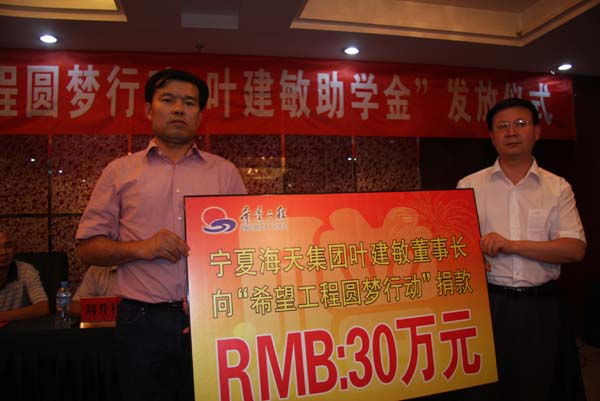 程圆梦行 叶建敏助学金”发放仪式
宁夏海天集团叶建敏董事长
向“希望工程圆梦行动”捐款
RMB:30万元